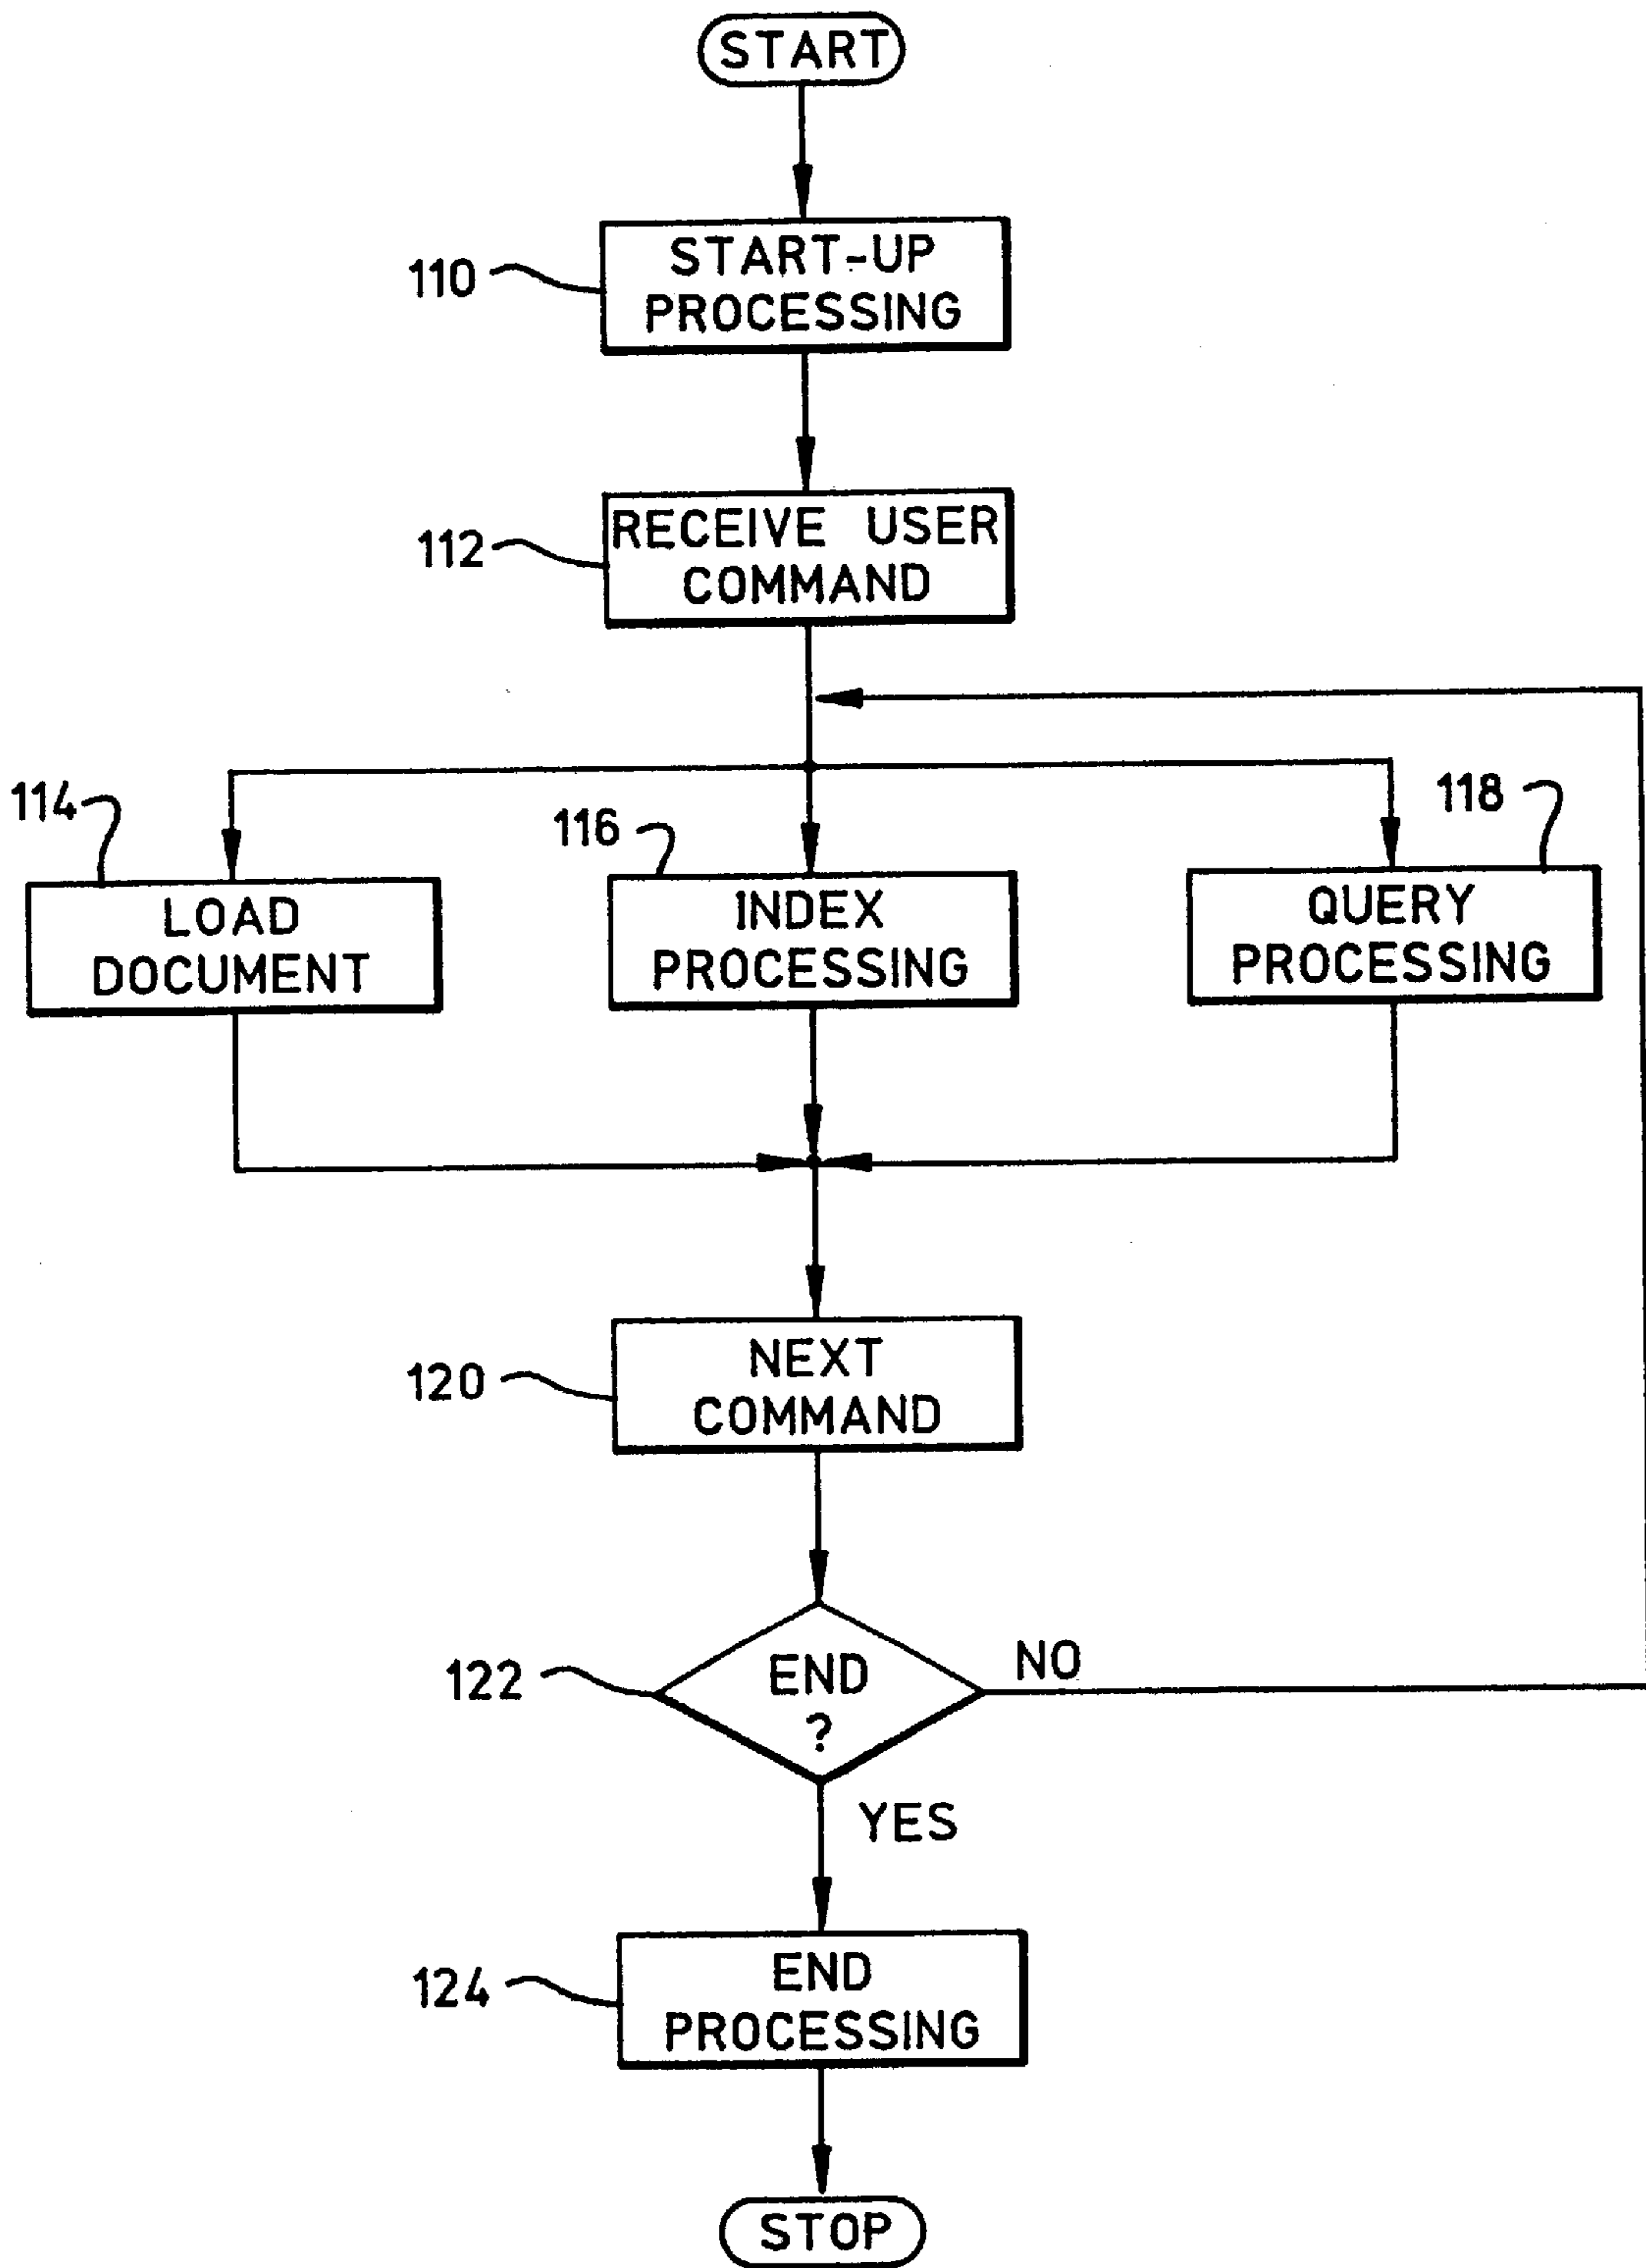 START
110
START-UP
PROCESSING
112
RECEIVE USER
COMMAND
114
LOAD
DOCUMENT
116
INDEX
PROCESSING
118
QUERY
PROCESSING
120
NEXT
COMMAND
122
END
?
NO
YES
124
END
PROCESSING
STOP